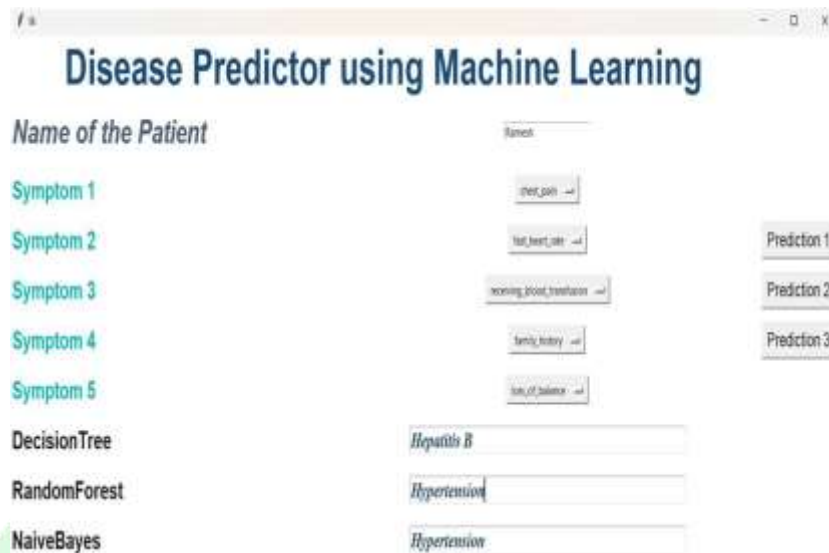 Disease Predictor using Machine Learning
Name of the Patient Ramesh
Symptom 1 chest_pain
Symptom 2 fast_heart_rate Prediction 1
Symptom 3 receiving_blood_transfusion Prediction 2
Symptom 4 family_history Prediction 3
Symptom 5 loss_of_balance
DecisionTree Hepatitis B
RandomForest Hypertension
NaiveBayes Hypertension